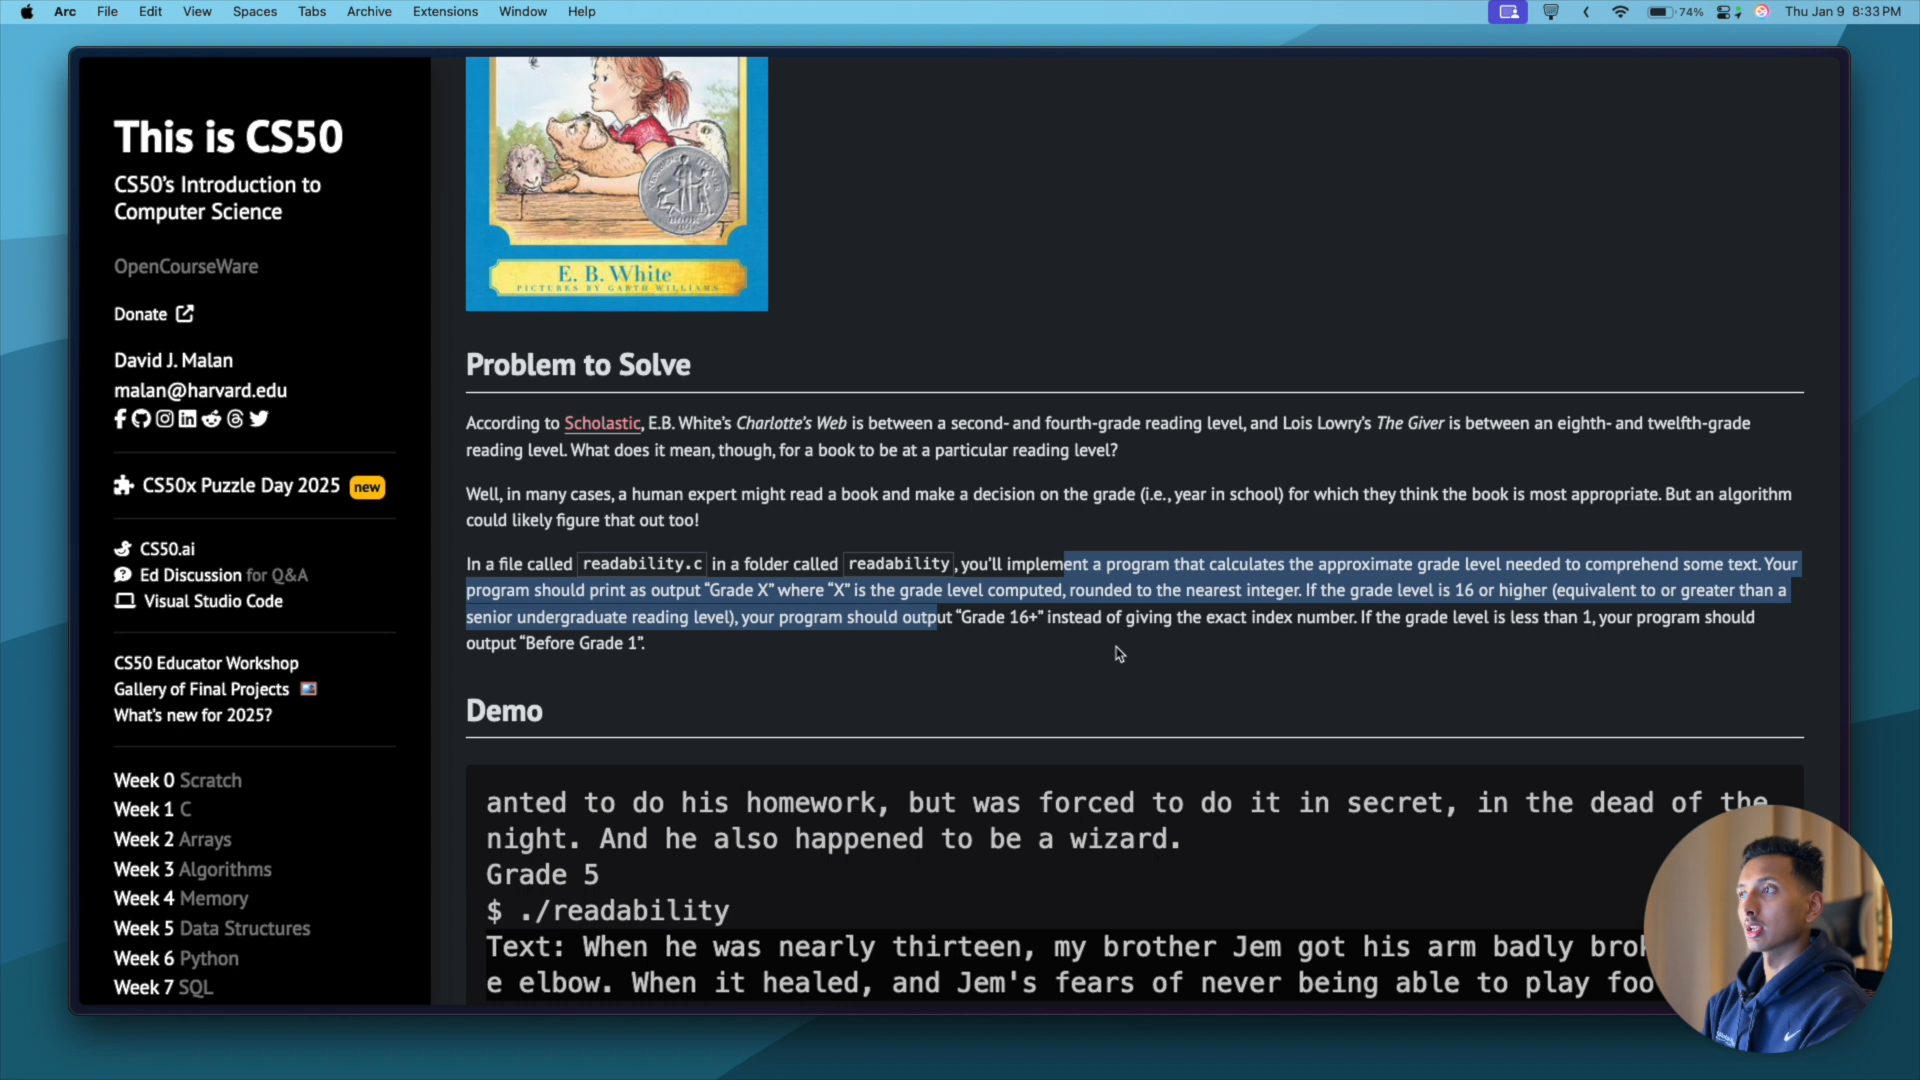 Arc File Edit View Spaces Tabs Archive Extensions Window Help 74% Thu Jan 9 8:33 PM
This is CS50
CS50’s Introduction to
Computer Science
OpenCourseWare
Donate
David J. Malan
malan@harvard.edu
CS50x Puzzle Day 2025 new
CS50.ai
Ed Discussion for Q&A
Visual Studio Code
CS50 Educator Workshop
Gallery of Final Projects
What’s new for 2025?
Week 0 Scratch
Week 1 C
Week 2 Arrays
Week 3 Algorithms
Week 4 Memory
Week 5 Data Structures
Week 6 Python
Week 7 SQL
E. B. White
PICTURES BY GARTH WILLIAMS
Problem to Solve
According to Scholastic, E.B. White’s Charlotte’s Web is between a second- and fourth-grade reading level, and Lois Lowry’s The Giver is between an eighth- and twelfth-grade
reading level. What does it mean, though, for a book to be at a particular reading level?
Well, in many cases, a human expert might read a book and make a decision on the grade (i.e., year in school) for which they think the book is most appropriate. But an algorithm
could likely figure that out too!
In a file called readability.c in a folder called readability, you’ll implement a program that calculates the approximate grade level needed to comprehend some text. Your
program should print as output “Grade X” where “X” is the grade level computed, rounded to the nearest integer. If the grade level is 16 or higher (equivalent to or greater than a
senior undergraduate reading level), your program should output “Grade 16+” instead of giving the exact index number. If the grade level is less than 1, your program should
output “Before Grade 1”.
Demo
anted to do his homework, but was forced to do it in secret, in the dead of the
night. And he also happened to be a wizard.
Grade 5
$ ./readability
Text: When he was nearly thirteen, my brother Jem got his arm badly brok
e elbow. When it healed, and Jem's fears of never being able to play foo